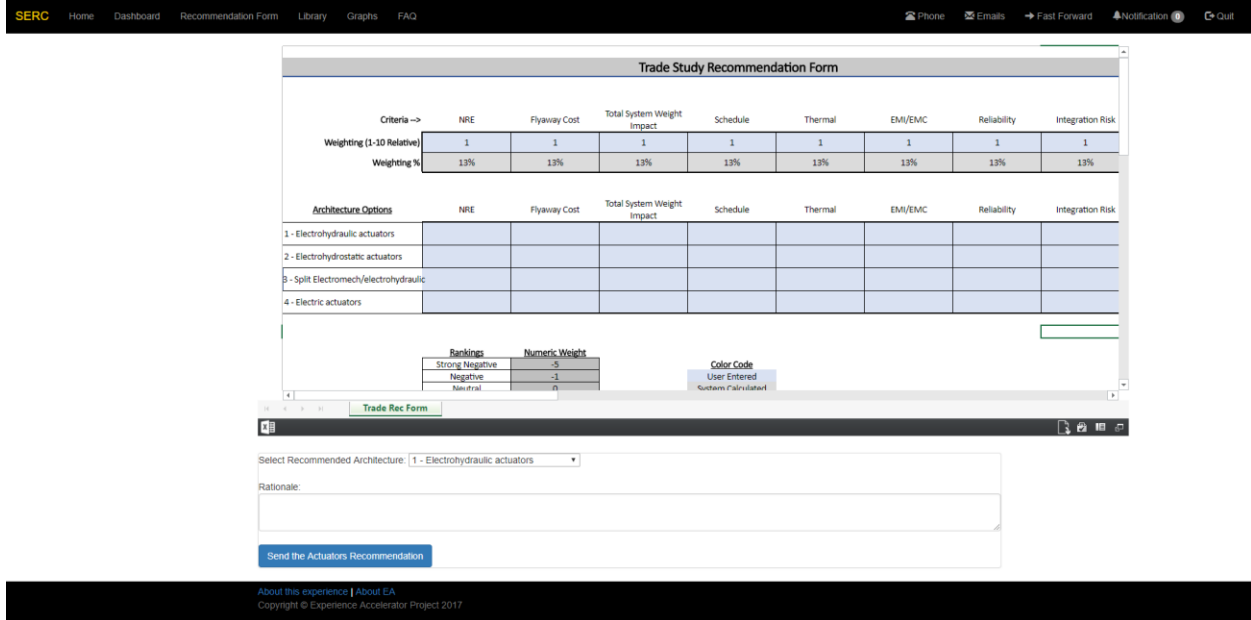 SERC Home Dashboard Recommendation Form Library Graphs FAQ Phone Emails Fast Forward Notification 0 Quit
Trade Study Recommendation Form
Criteria --> NRE Flyaway Cost Total System Weight Impact Schedule Thermal EMI/EMC Reliability Integration Risk
Weighting (1-10 Relative) 1 1 1 1 1 1 1 1
Weighting % 13% 13% 13% 13% 13% 13% 13% 13%
Architecture Options NRE Flyaway Cost Total System Weight Impact Schedule Thermal EMI/EMC Reliability Integration Risk
1 - Electrohydraulic actuators
2 - Electrohydrostatic actuators
3 - Split Electromech/electrohydraulic
4 - Electric actuators
Rankings Numeric Weight
Strong Negative -5 Color Code
Negative -1 User Entered
Neutral 0 System Calculated
Trade Rec Form
Select Recommended Architecture: 1 - Electrohydraulic actuators
Rationale:
Send the Actuators Recommendation
About this experience | About EA
Copyright © Experience Accelerator Project 2017